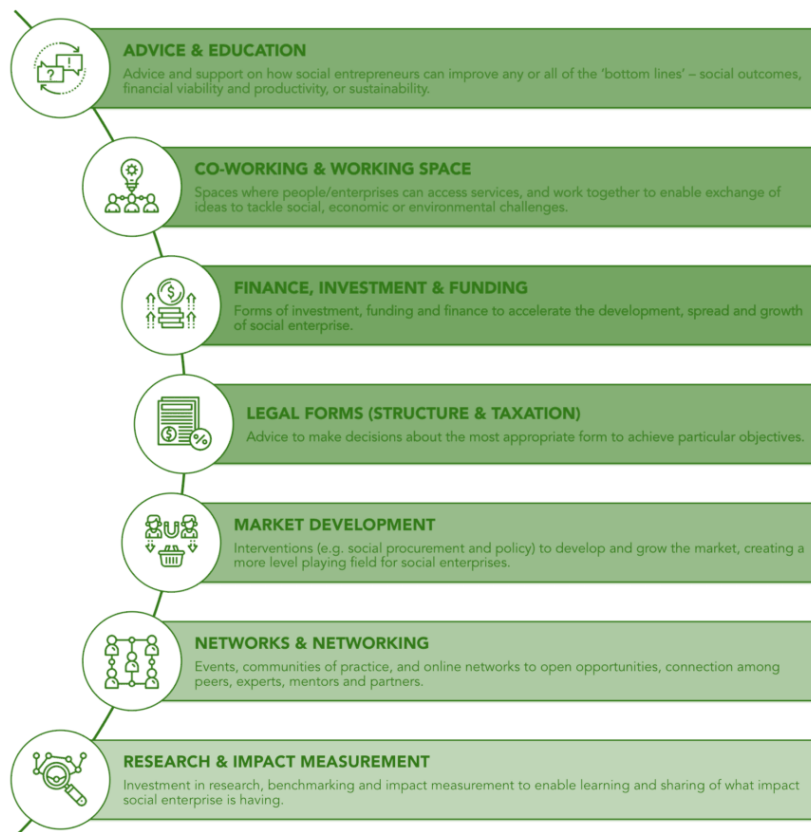 ADVICE & EDUCATION
Advice and support on how social entrepreneurs can improve any or all of the ‘bottom lines’ – social outcomes,
financial viability and productivity, or sustainability.
CO-WORKING & WORKING SPACE
Spaces where people/enterprises can access services, and work together to enable exchange of
ideas to tackle social, economic or environmental challenges.
FINANCE, INVESTMENT & FUNDING
Forms of investment, funding and finance to accelerate the development, spread and growth
of social enterprise.
LEGAL FORMS (STRUCTURE & TAXATION)
Advice to make decisions about the most appropriate form to achieve particular objectives.
MARKET DEVELOPMENT
Interventions (e.g. social procurement and policy) to develop and grow the market, creating a
more level playing field for social enterprises.
NETWORKS & NETWORKING
Events, communities of practice, and online networks to open opportunities, connection among
peers, experts, mentors and partners.
RESEARCH & IMPACT MEASUREMENT
Investment in research, benchmarking and impact measurement to enable learning and sharing of what impact
social enterprise is having.